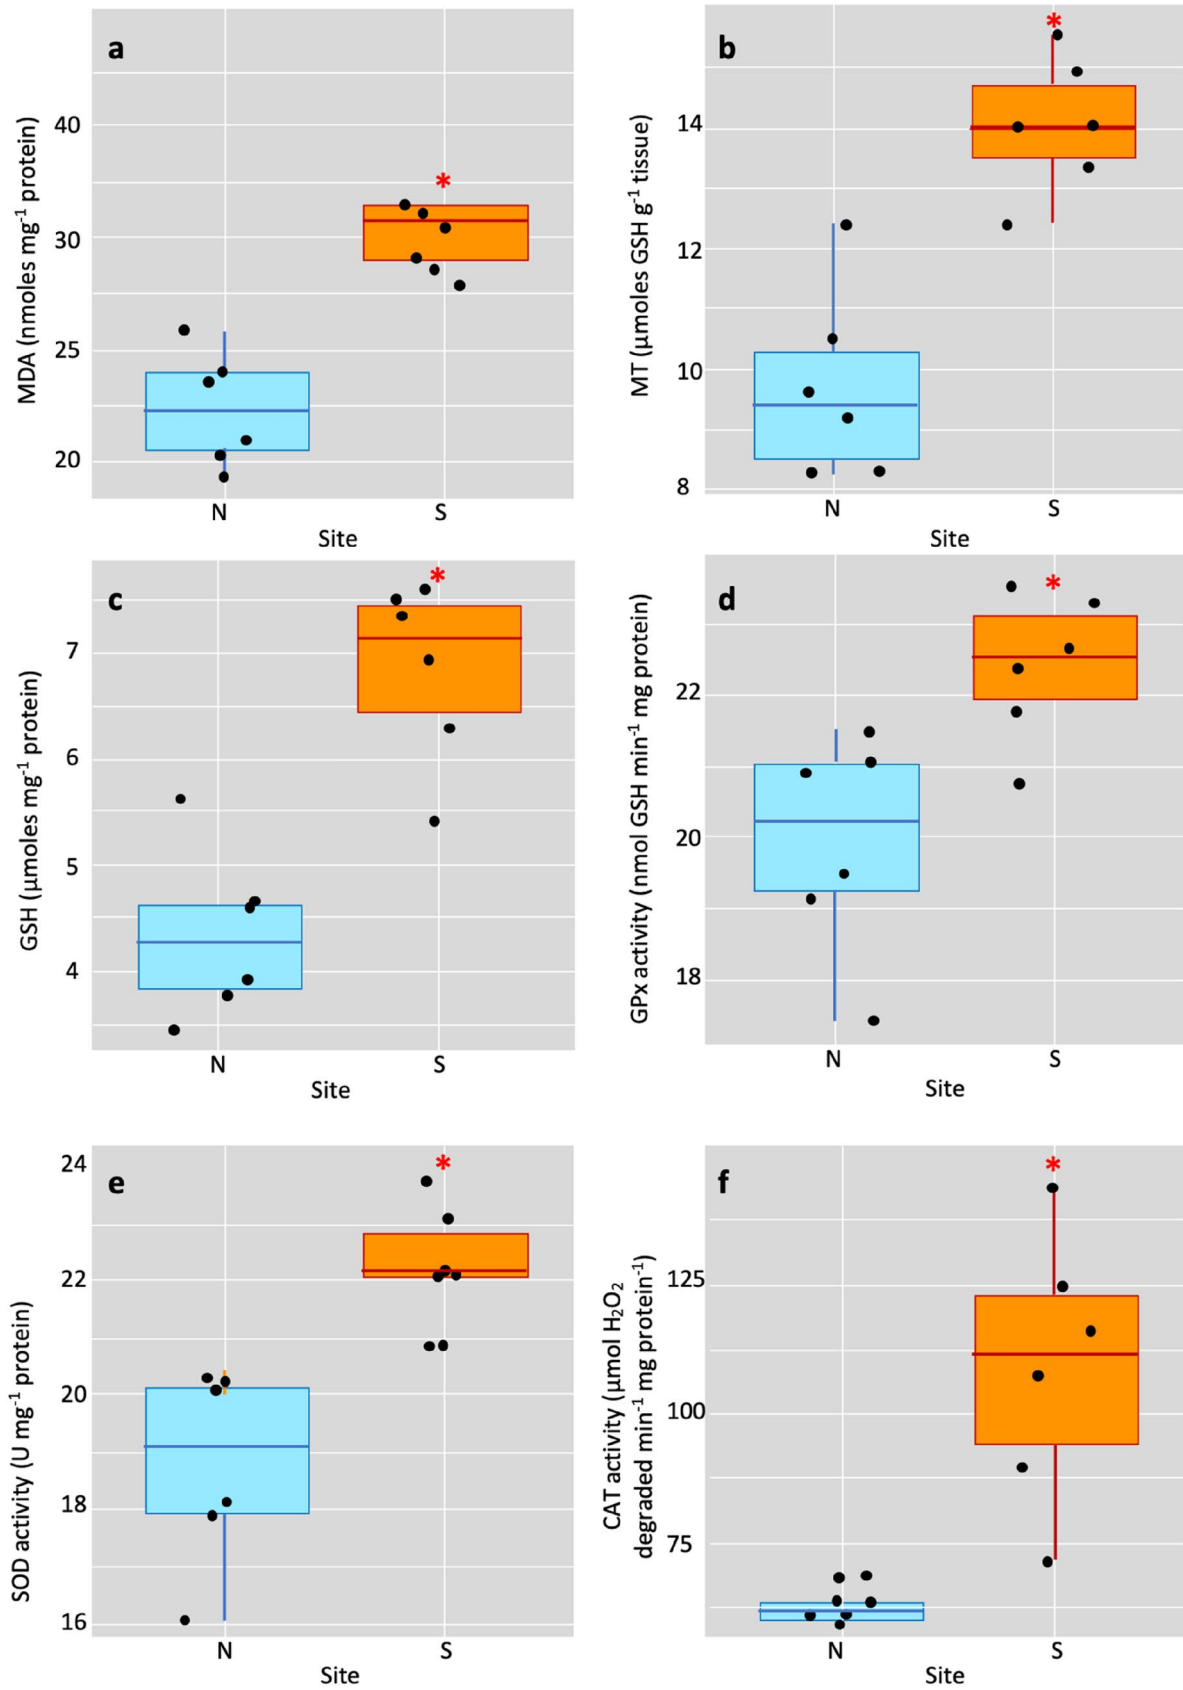 a
MDA (nmoles mg⁻¹ protein)
40
30
25
20
N S
Site
b
*
MT (µmoles GSH g⁻¹ tissue)
14
12
10
8
N S
Site
*
c
GSH (µmoles mg⁻¹ protein)
7
6
5
4
N S
Site
*
d
GPx activity (nmol GSH min⁻¹ mg protein)
22
20
18
N S
Site
*
e
SOD activity (U mg⁻¹ protein)
24
22
20
18
16
N S
Site
*
f
CAT activity (µmol H₂O₂
degraded min⁻¹ mg protein⁻¹)
125
100
75
N S
Site
*